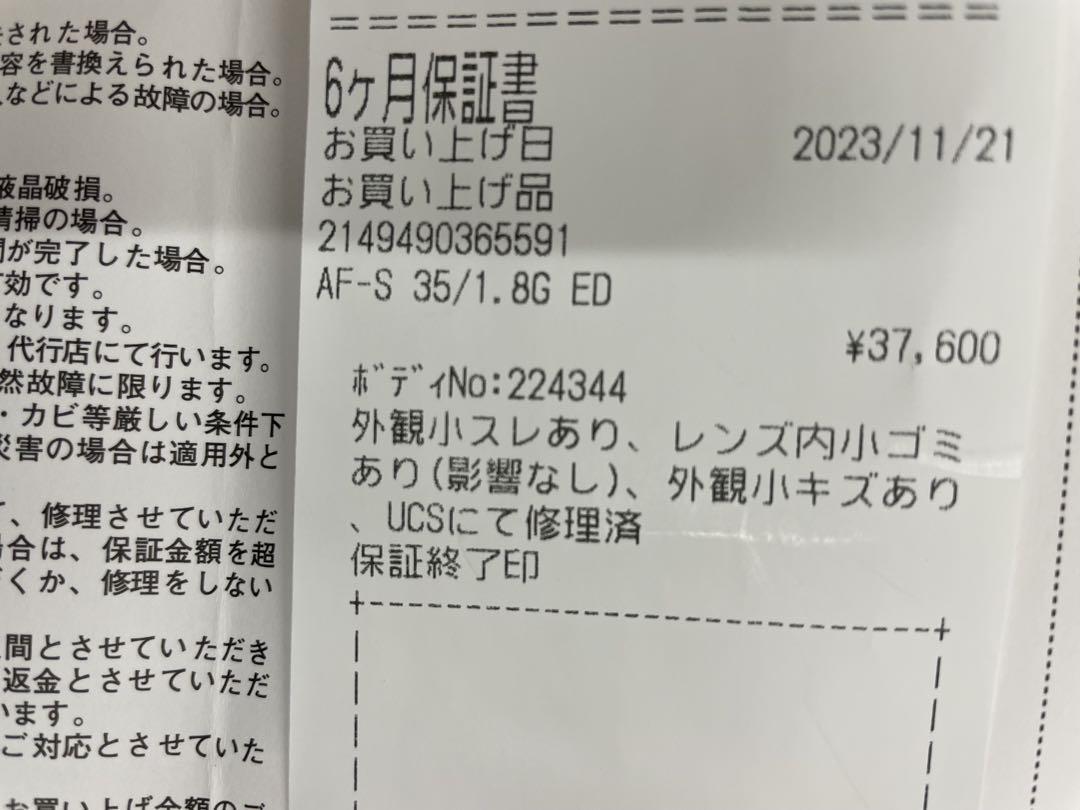 された場合。
容を書換えられた場合。
などによる故障の場合。
液晶破損。
清掃の場合。
が完了した場合。
効です。
なります。
代行店にて行います。
然故障に限ります。
・カビ等厳しい条件下
災害の場合は適用外と
、修理させていただ
場合は、保証金額を超
くか、修理をしない
間とさせていただき
返金とさせていただ
います。
ご対応とさせていた
お買い上げ金額の
6ヶ月保証書
お買い上げ日 2023/11/21
お買い上げ品
2149490365591
AF-S 35/1.8G ED
¥37,600
ﾎﾞﾃﾞｨNo:224344
外観小スレあり、レンズ内小ゴミ
あり(影響なし)、外観小キズあり
、UCSにて修理済
保証終了印